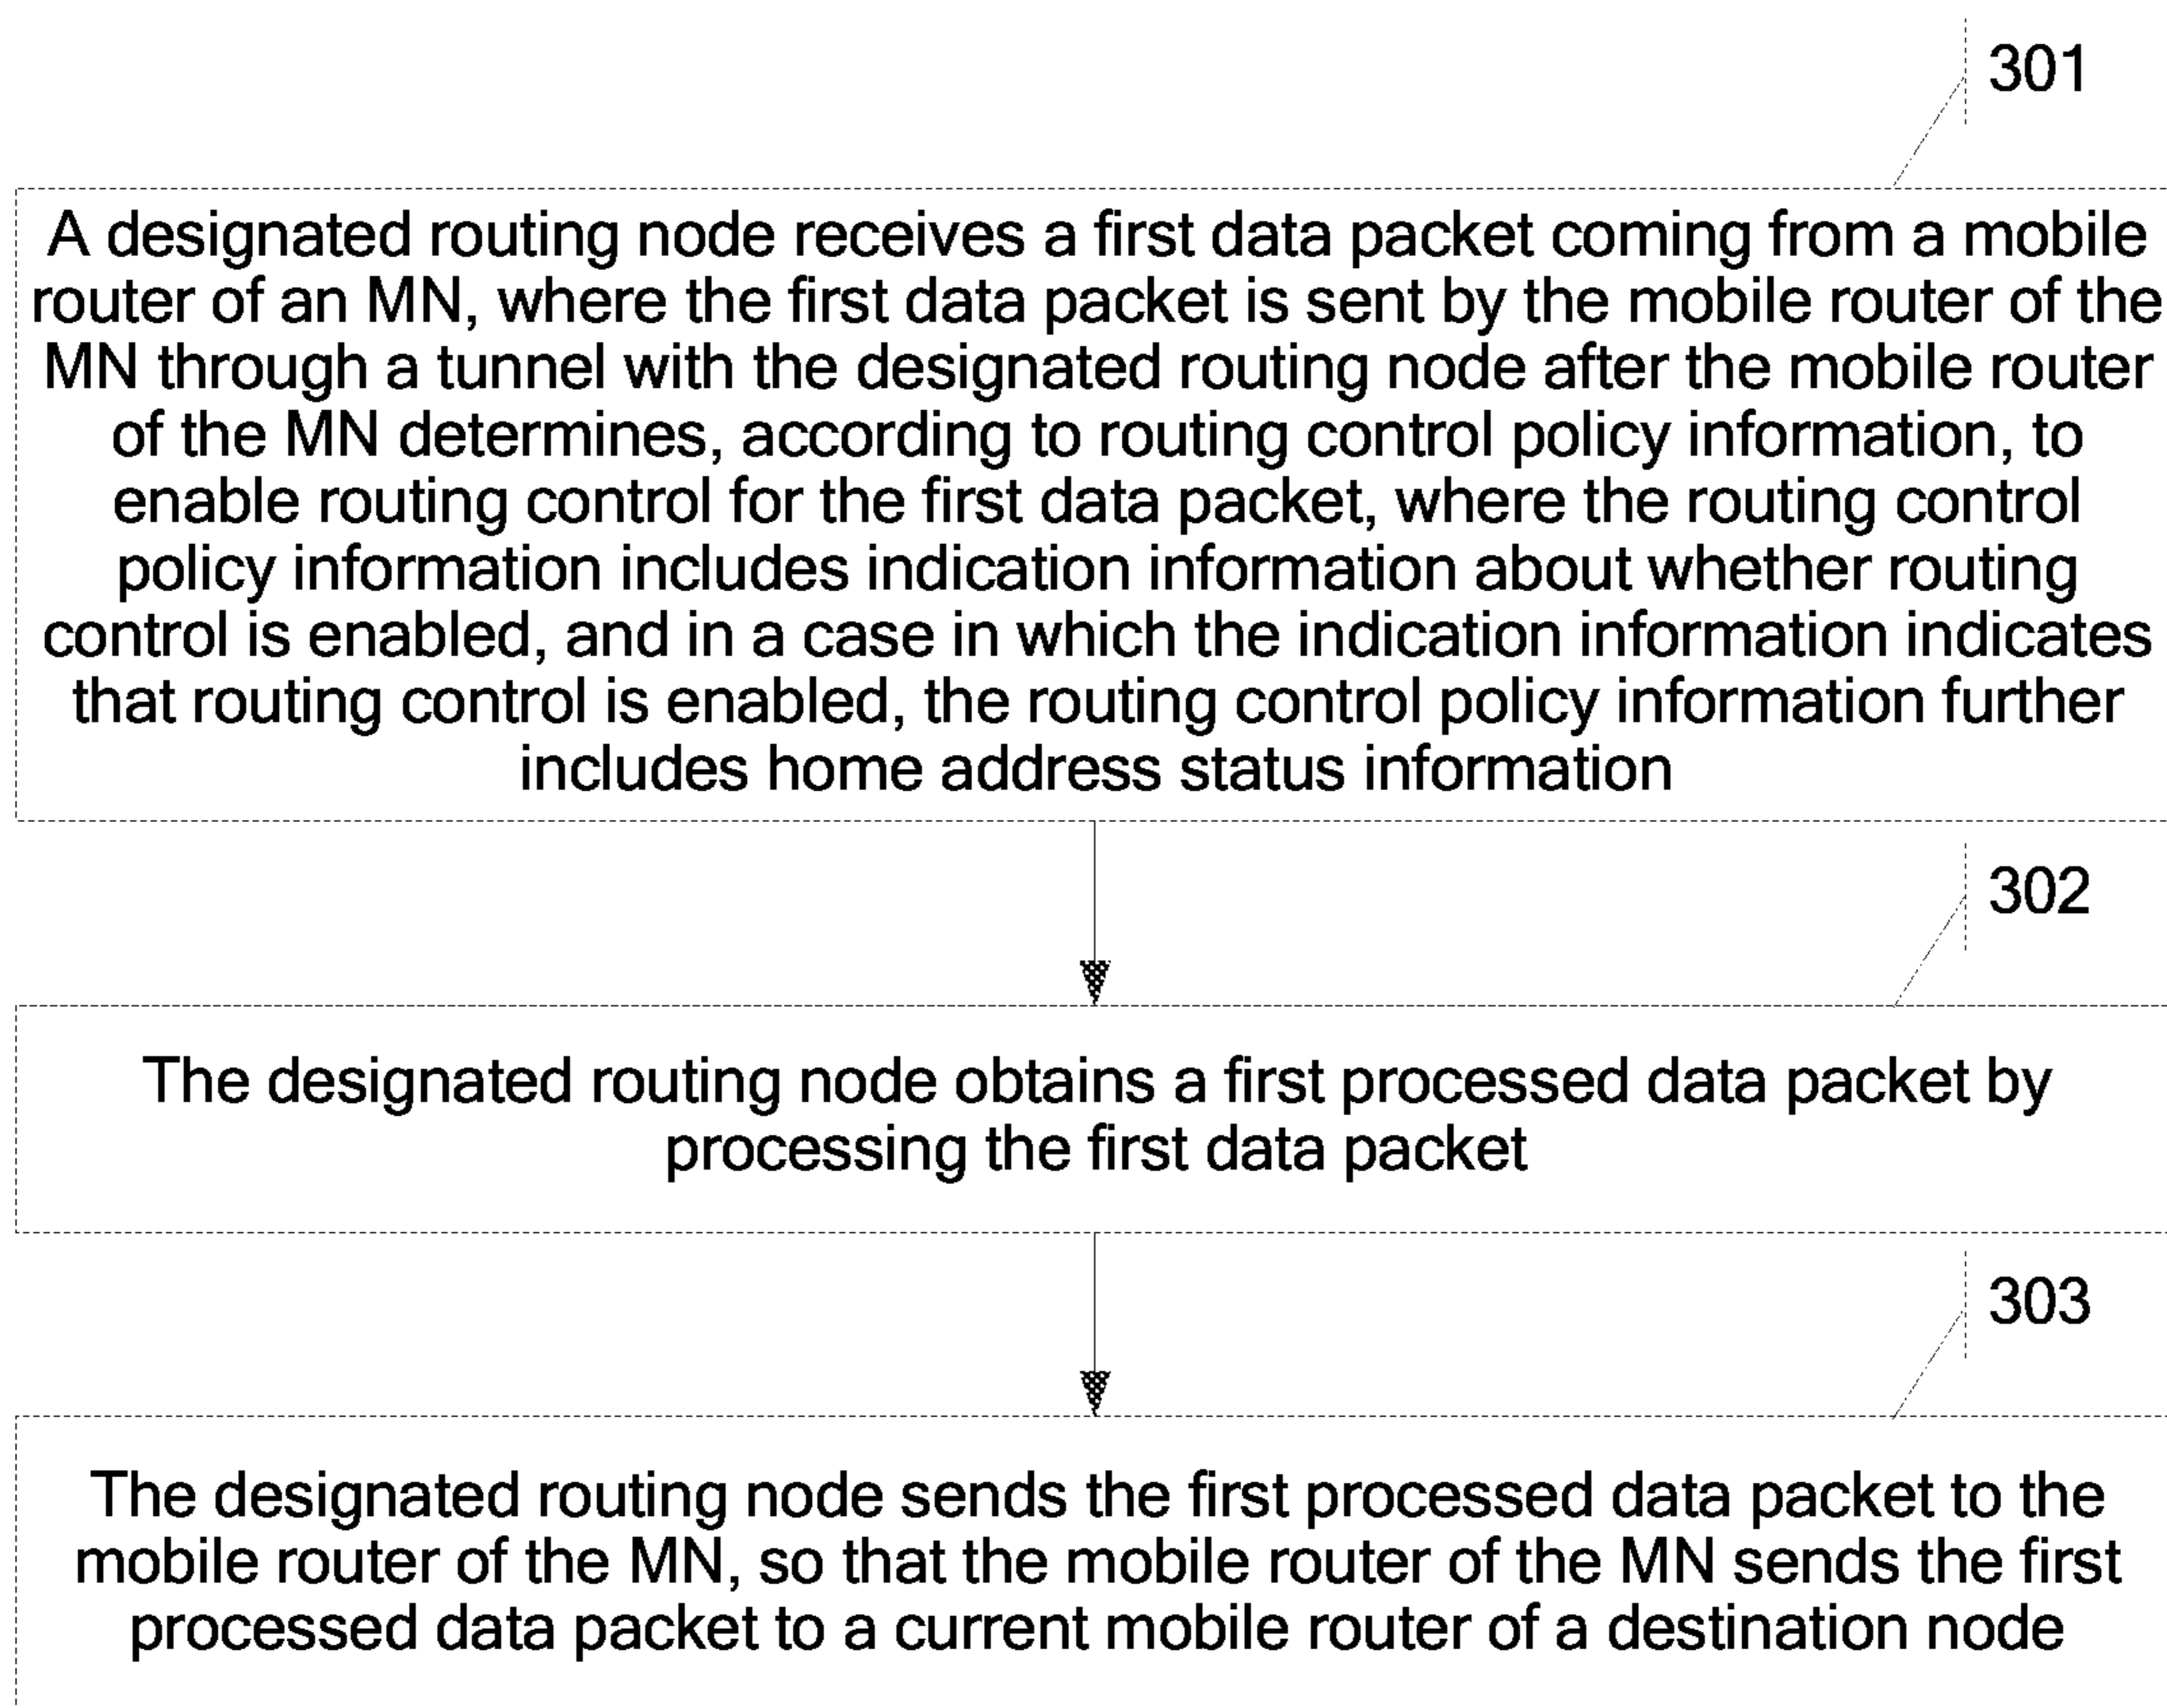 301
A designated routing node receives a first data packet coming from a mobile
router of an MN, where the first data packet is sent by the mobile router of the
MN through a tunnel with the designated routing node after the mobile router
of the MN determines, according to routing control policy information, to
enable routing control for the first data packet, where the routing control
policy information includes indication information about whether routing
control is enabled, and in a case in which the indication information indicates
that routing control is enabled, the routing control policy information further
includes home address status information
302
The designated routing node obtains a first processed data packet by
processing the first data packet
303
The designated routing node sends the first processed data packet to the
mobile router of the MN, so that the mobile router of the MN sends the first
processed data packet to a current mobile router of a destination node